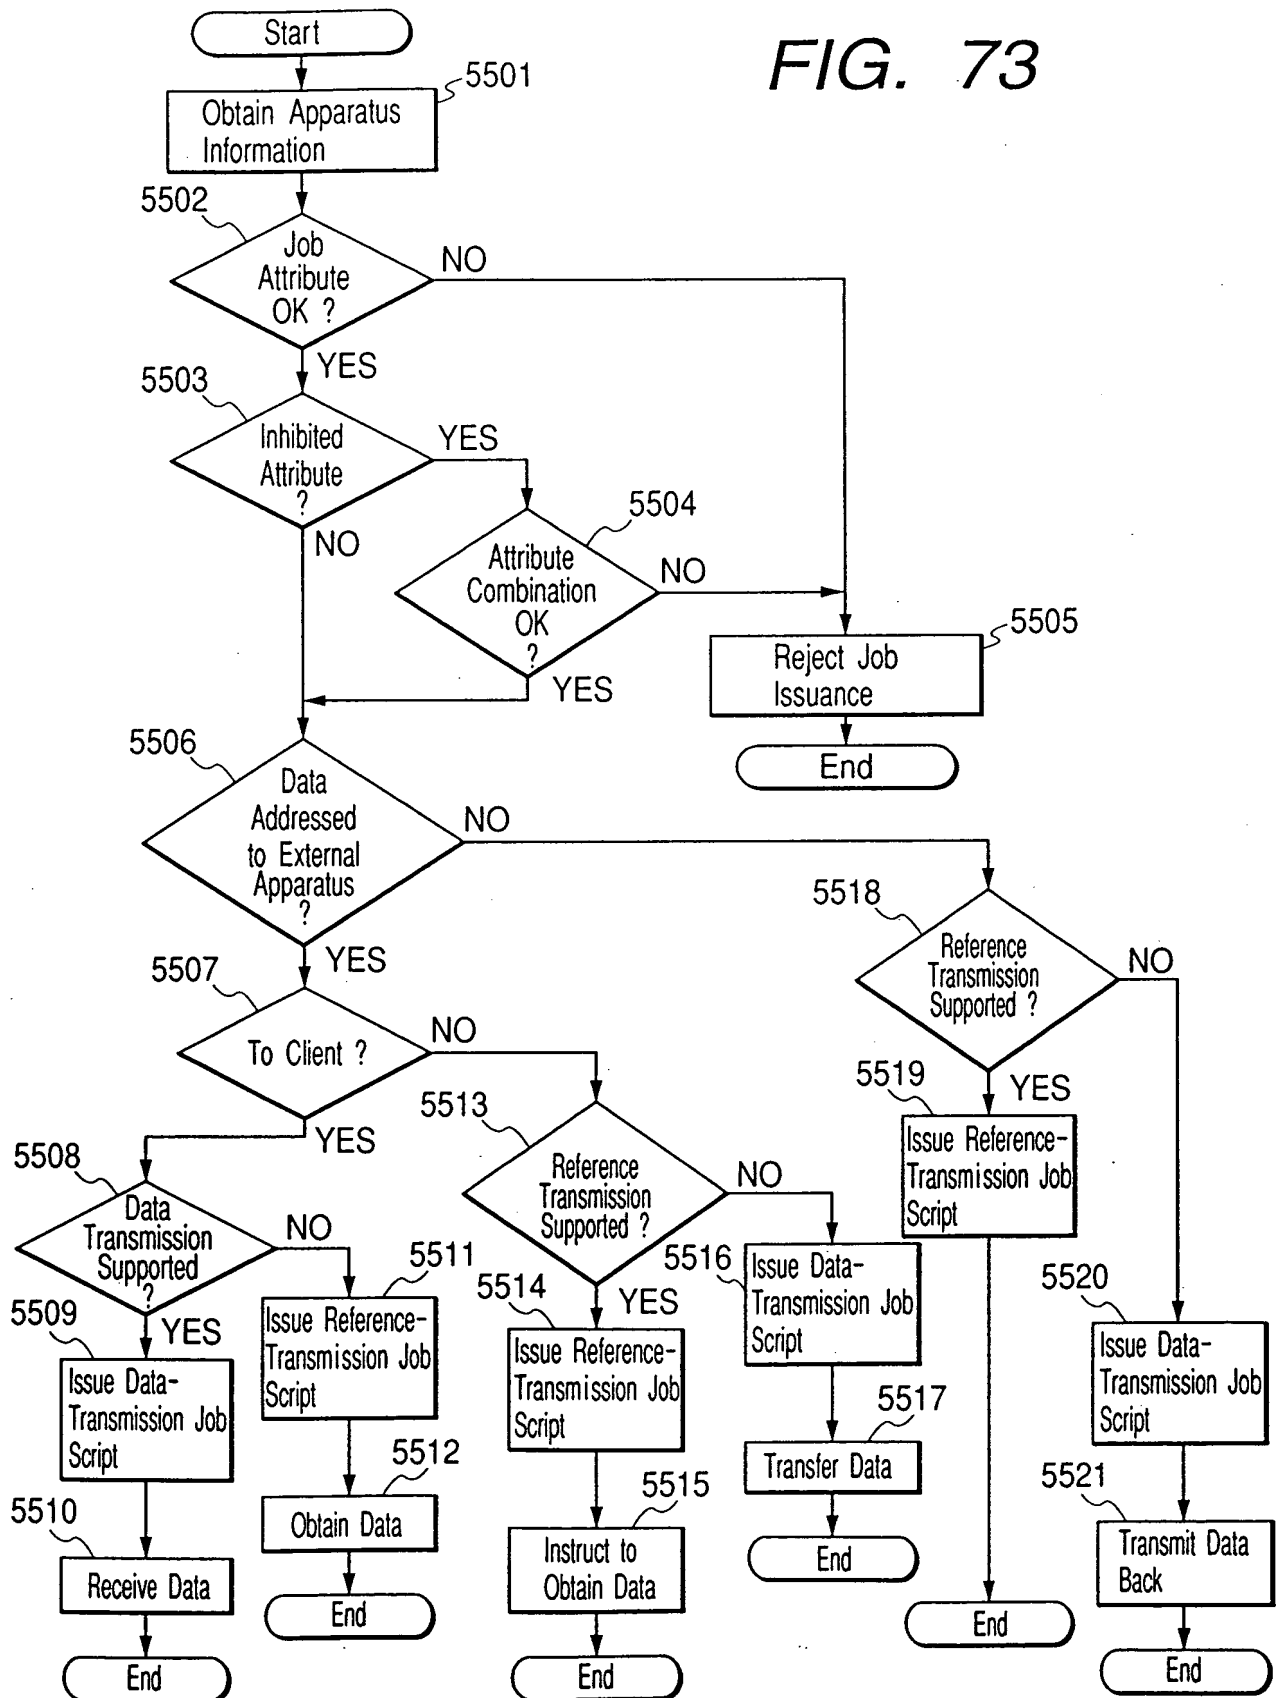 Start
FIG. 73
5501
Obtain Apparatus
Information
5502
Job
Attribute
OK ?
NO
YES
5503
Inhibited
Attribute
?
YES
NO
5504
Attribute
Combination
OK
?
NO
YES
5505
Reject Job
Issuance
End
5506
Data
Addressed
to External
Apparatus
?
NO
YES
5507
To Client ?
NO
YES
5508
Data
Transmission
Supported
?
NO
YES
5509
Issue Data-
Transmission Job
Script
5510
Receive Data
End
5511
Issue Reference-
Transmission Job
Script
5512
Obtain Data
End
5513
Reference
Transmission
Supported ?
NO
YES
5514
Issue Reference-
Transmission Job
Script
5515
Instruct to
Obtain Data
End
5516
Issue Data-
Transmission Job
Script
5517
Transfer Data
End
5518
Reference
Transmission
Supported ?
NO
YES
5519
Issue Reference-
Transmission Job
Script
End
5520
Issue Data-
Transmission Job
Script
5521
Transmit Data
Back
End